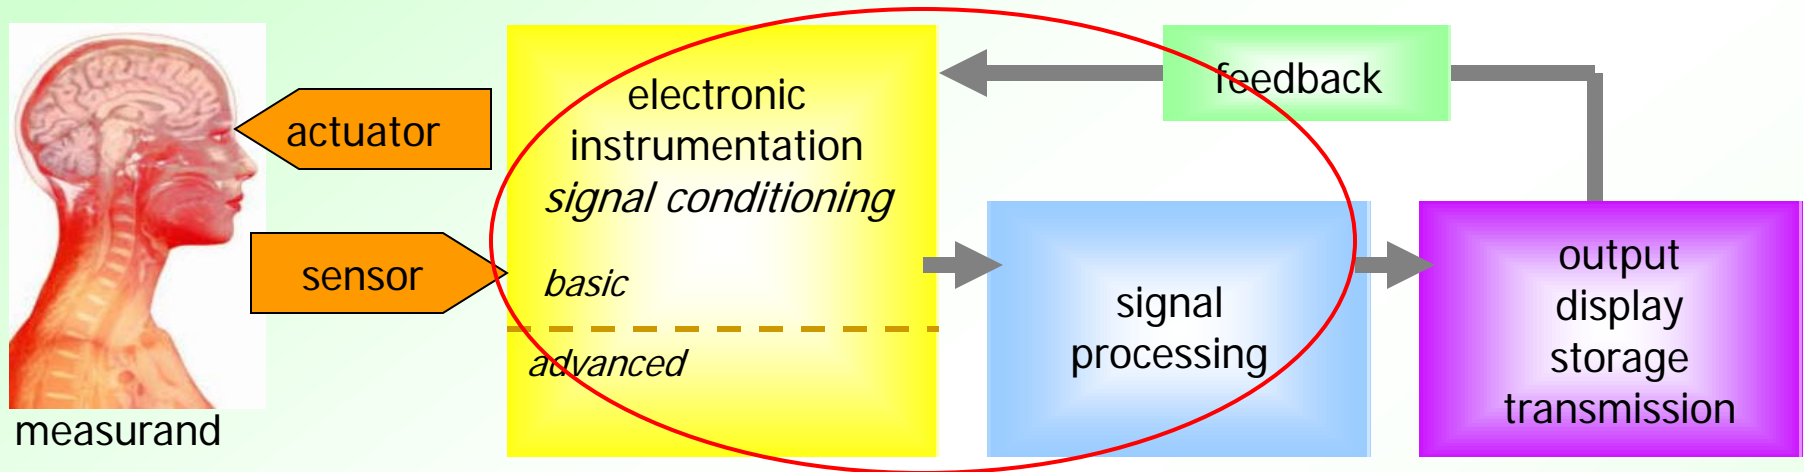 measurand
actuator
sensor
electronic
instrumentation
signal conditioning
basic
advanced
feedback
signal
processing
output
display
storage
transmission